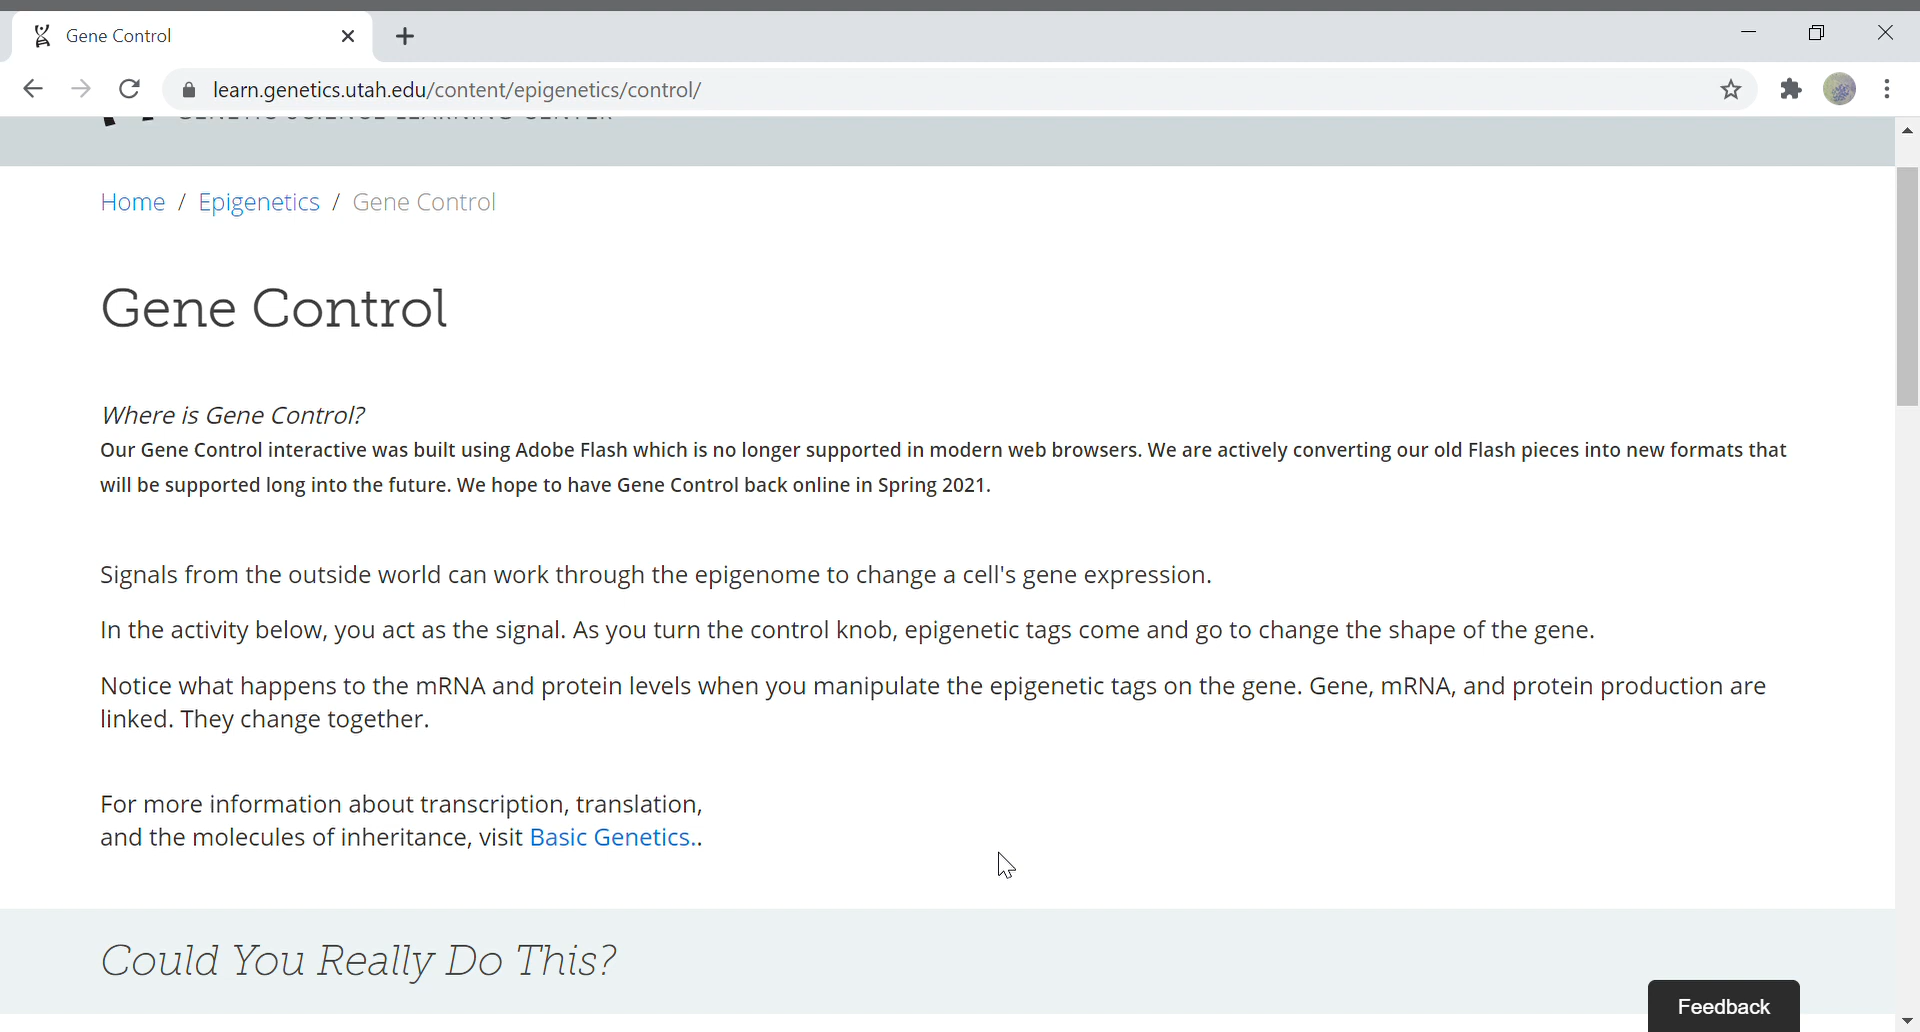 Gene Control
learn.genetics.utah.edu/content/epigenetics/control/
GENETIC SCIENCE LEARNING CENTER
Home / Epigenetics / Gene Control
Gene Control
Where is Gene Control?
Our Gene Control interactive was built using Adobe Flash which is no longer supported in modern web browsers. We are actively converting our old Flash pieces into new formats that
will be supported long into the future. We hope to have Gene Control back online in Spring 2021.
Signals from the outside world can work through the epigenome to change a cell's gene expression.
In the activity below, you act as the signal. As you turn the control knob, epigenetic tags come and go to change the shape of the gene.
Notice what happens to the mRNA and protein levels when you manipulate the epigenetic tags on the gene. Gene, mRNA, and protein production are
linked. They change together.
For more information about transcription, translation,
and the molecules of inheritance, visit Basic Genetics..
Could You Really Do This?
Feedback